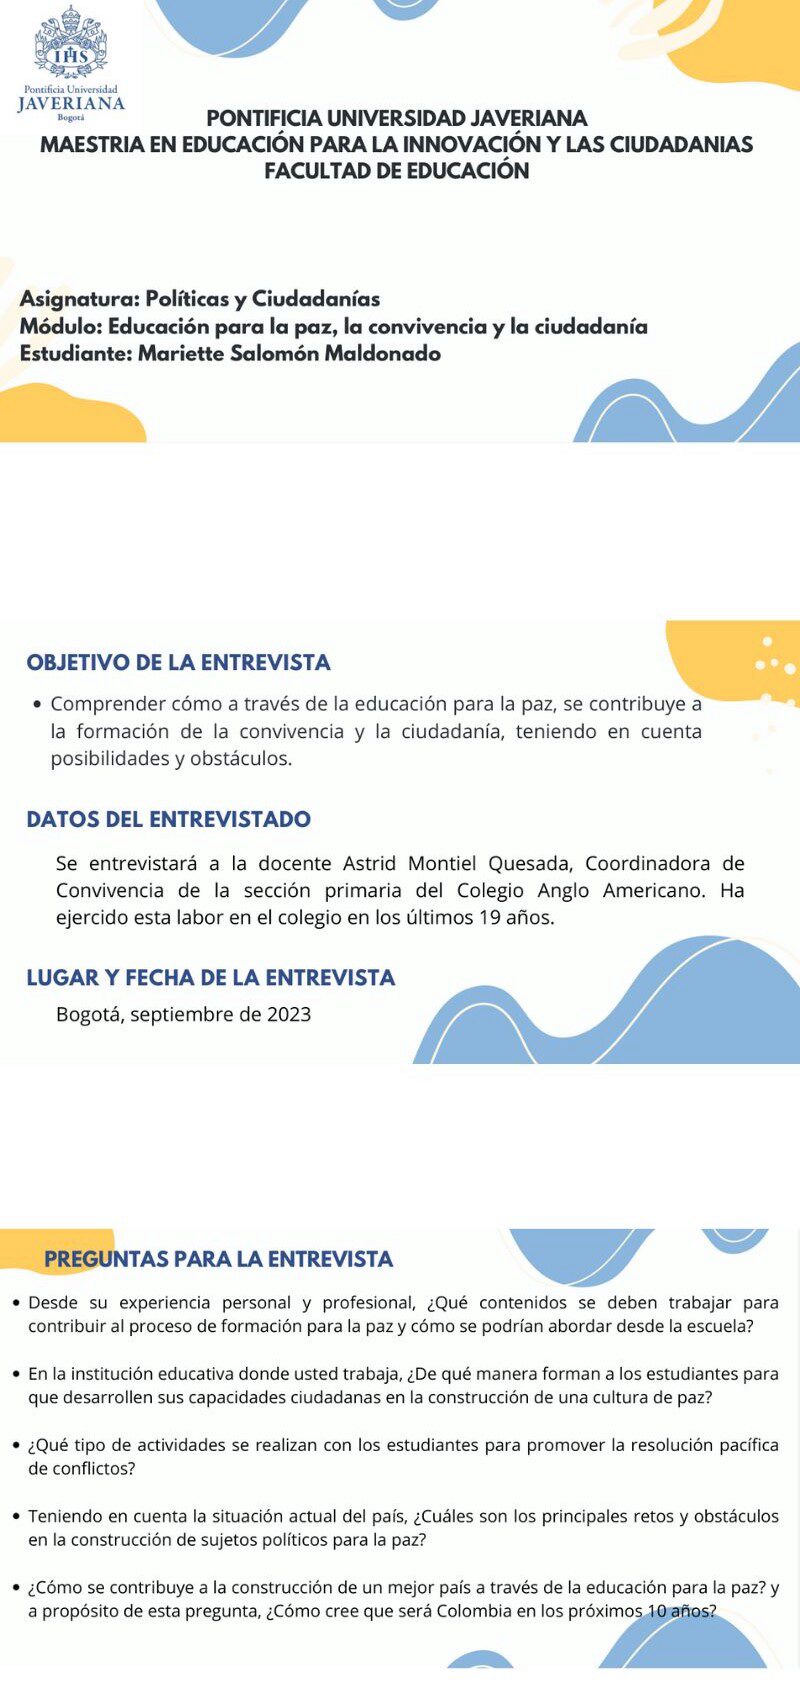 IHS
Pontificia Universidad
JAVERIANA
Bogotá
PONTIFICIA UNIVERSIDAD JAVERIANA
MAESTRIA EN EDUCACIÓN PARA LA INNOVACIÓN Y LAS CIUDADANIAS
FACULTAD DE EDUCACIÓN
Asignatura: Políticas y Ciudadanías
Módulo: Educación para la paz, la convivencia y la ciudadanía
Estudiante: Mariette Salomón Maldonado
OBJETIVO DE LA ENTREVISTA
• Comprender cómo a través de la educación para la paz, se contribuye a
la formación de la convivencia y la ciudadanía, teniendo en cuenta
posibilidades y obstáculos.
DATOS DEL ENTREVISTADO
Se entrevistará a la docente Astrid Montiel Quesada, Coordinadora de
Convivencia de la sección primaria del Colegio Anglo Americano. Ha
ejercido esta labor en el colegio en los últimos 19 años.
LUGAR Y FECHA DE LA ENTREVISTA
Bogotá, septiembre de 2023
PREGUNTAS PARA LA ENTREVISTA
• Desde su experiencia personal y profesional, ¿Qué contenidos se deben trabajar para
contribuir al proceso de formación para la paz y cómo se podrían abordar desde la escuela?
• En la institución educativa donde usted trabaja, ¿De qué manera forman a los estudiantes para
que desarrollen sus capacidades ciudadanas en la construcción de una cultura de paz?
• ¿Qué tipo de actividades se realizan con los estudiantes para promover la resolución pacífica
de conflictos?
• Teniendo en cuenta la situación actual del país, ¿Cuáles son los principales retos y obstáculos
en la construcción de sujetos políticos para la paz?
• ¿Cómo se contribuye a la construcción de un mejor país a través de la educación para la paz? y
a propósito de esta pregunta, ¿Cómo cree que será Colombia en los próximos 10 años?